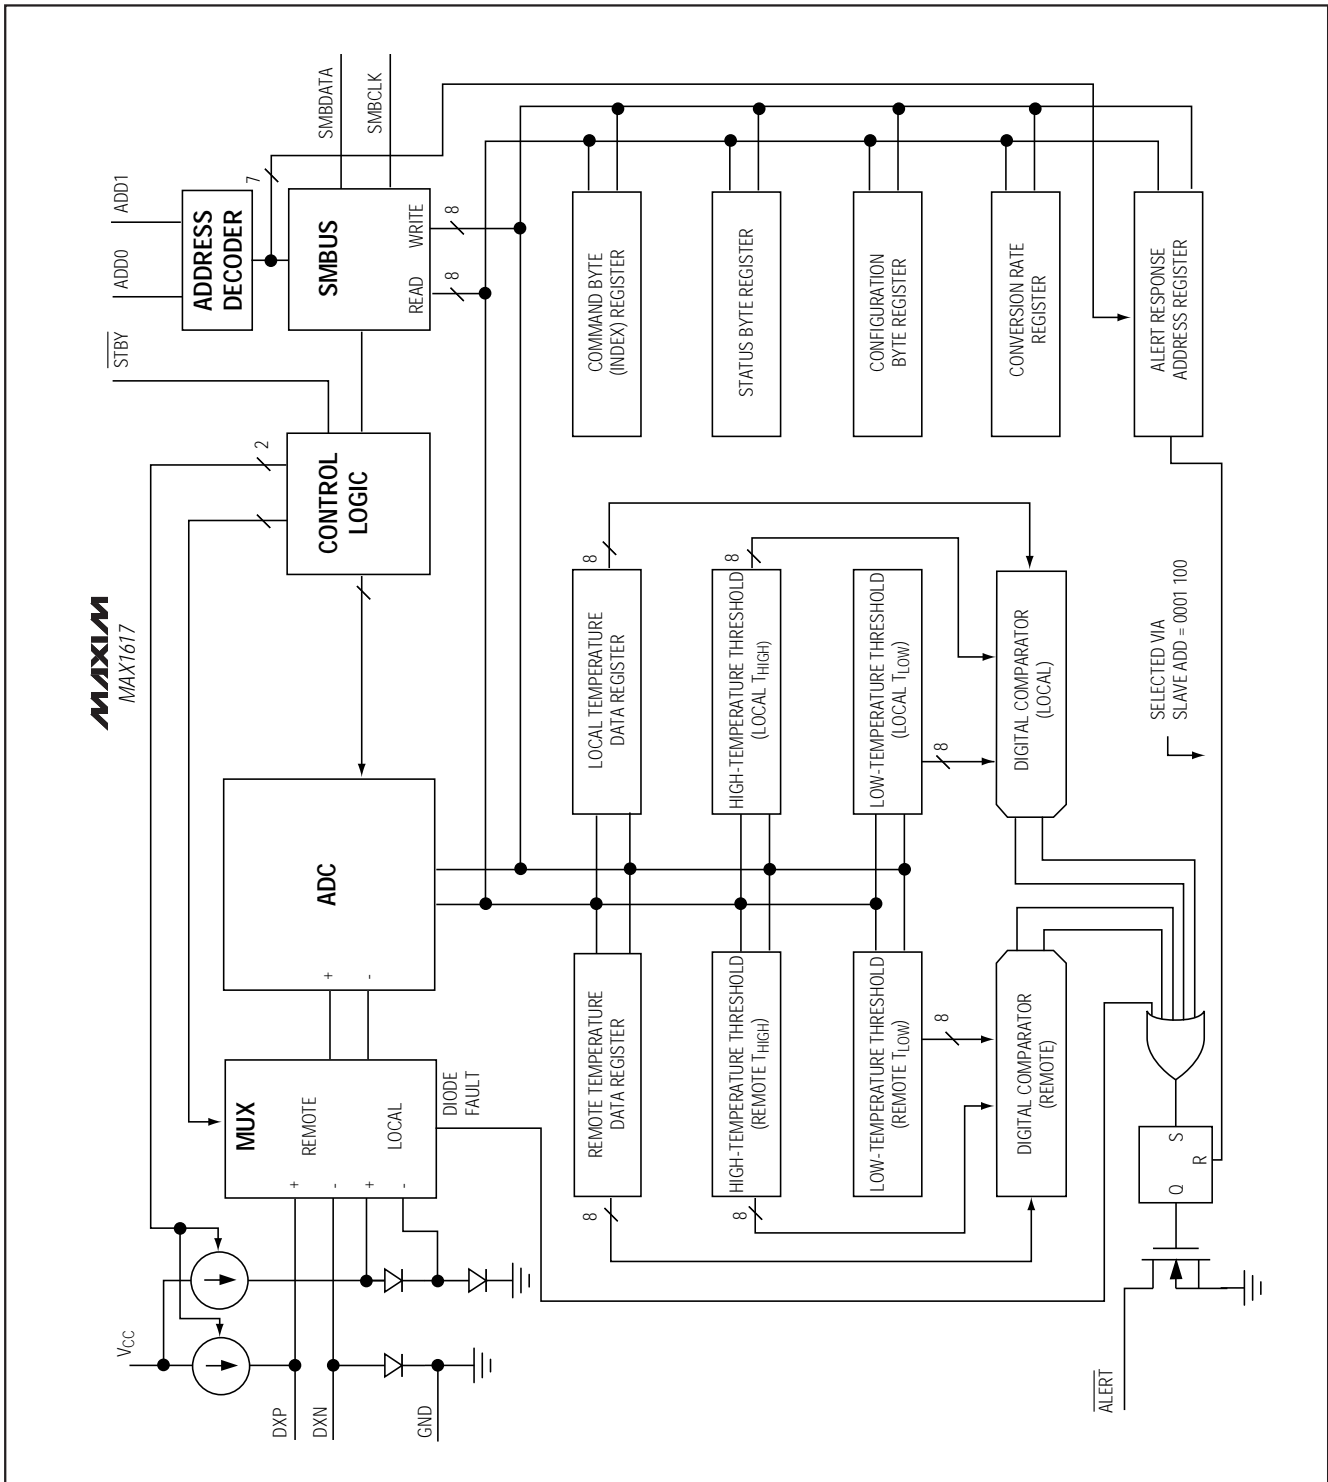 MAXIM
MAX1617
ADD0
ADD1
STBY
ADDRESS
DECODER
7
SMBDATA
SMBCLK
SMBUS
READ
WRITE
8
8
2
CONTROL
LOGIC
ADC
+
-
MUX
REMOTE
LOCAL
+
-
+
-
DIODE
FAULT
VCC
DXP
DXN
GND
COMMAND BYTE
(INDEX) REGISTER
STATUS BYTE REGISTER
CONFIGURATION
BYTE REGISTER
CONVERSION RATE
REGISTER
ALERT RESPONSE
ADDRESS REGISTER
LOCAL TEMPERATURE
DATA REGISTER
8
HIGH-TEMPERATURE THRESHOLD
(LOCAL THIGH)
8
LOW-TEMPERATURE THRESHOLD
(LOCAL TLOW)
8
DIGITAL COMPARATOR
(LOCAL)
SELECTED VIA
SLAVE ADD = 0001 100
REMOTE TEMPERATURE
DATA REGISTER
8
HIGH-TEMPERATURE THRESHOLD
(REMOTE THIGH)
8
LOW-TEMPERATURE THRESHOLD
(REMOTE TLOW)
8
DIGITAL COMPARATOR
(REMOTE)
Q
S
R
ALERT